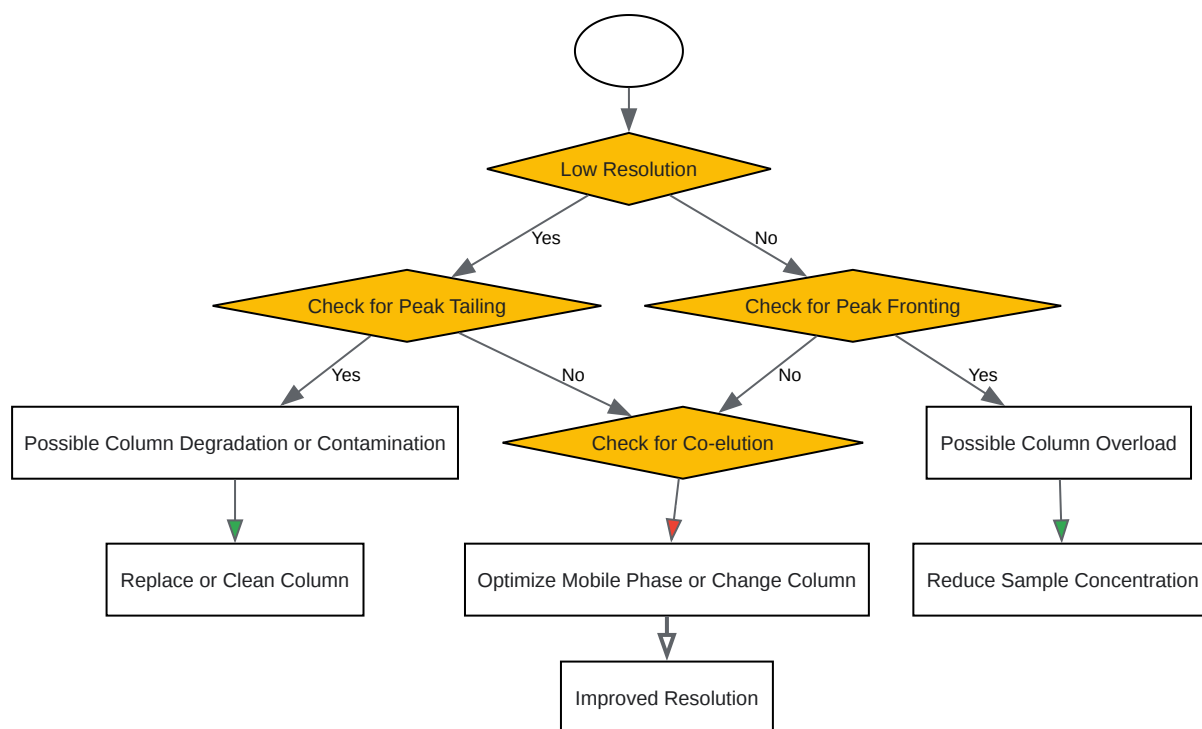 Low Resolution
Yes
No
Check for Peak Tailing
Check for Peak Fronting
Yes
No
No
Yes
Possible Column Degradation or Contamination
Check for Co-elution
Possible Column Overload
Replace or Clean Column
Optimize Mobile Phase or Change Column
Reduce Sample Concentration
Improved Resolution